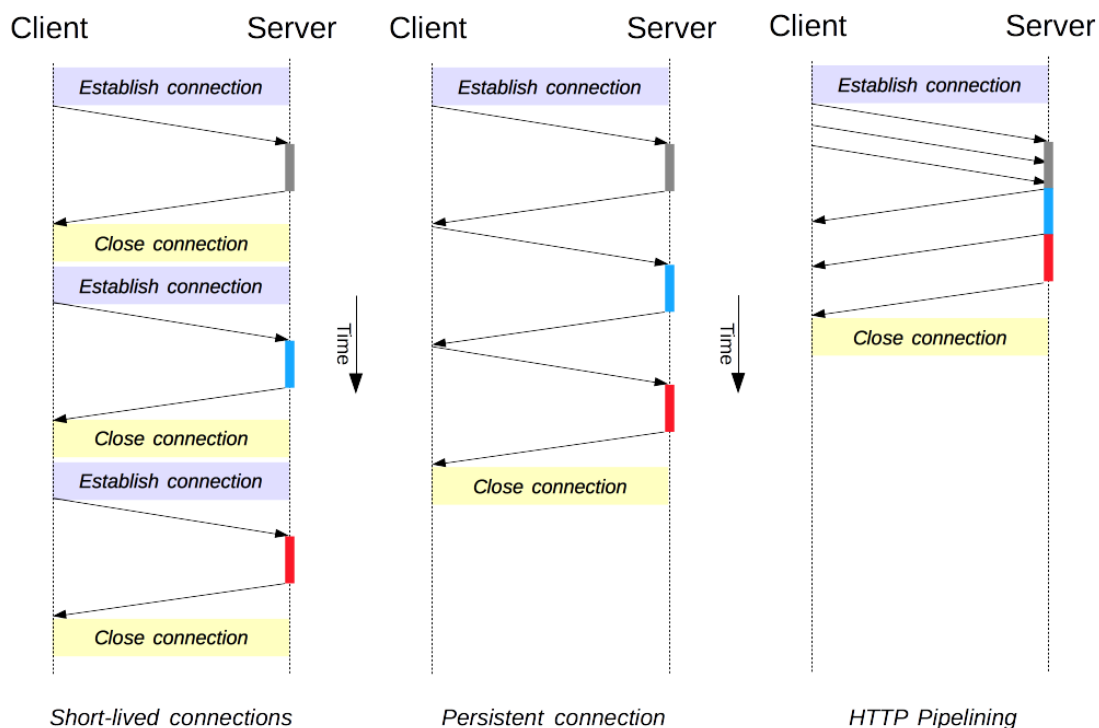 Client Server
Establish connection
Close connection
Establish connection
Close connection
Establish connection
Close connection
Short-lived connections
Time
Client Server
Establish connection
Close connection
Persistent connection
Time
Client Server
Establish connection
Close connection
HTTP Pipelining